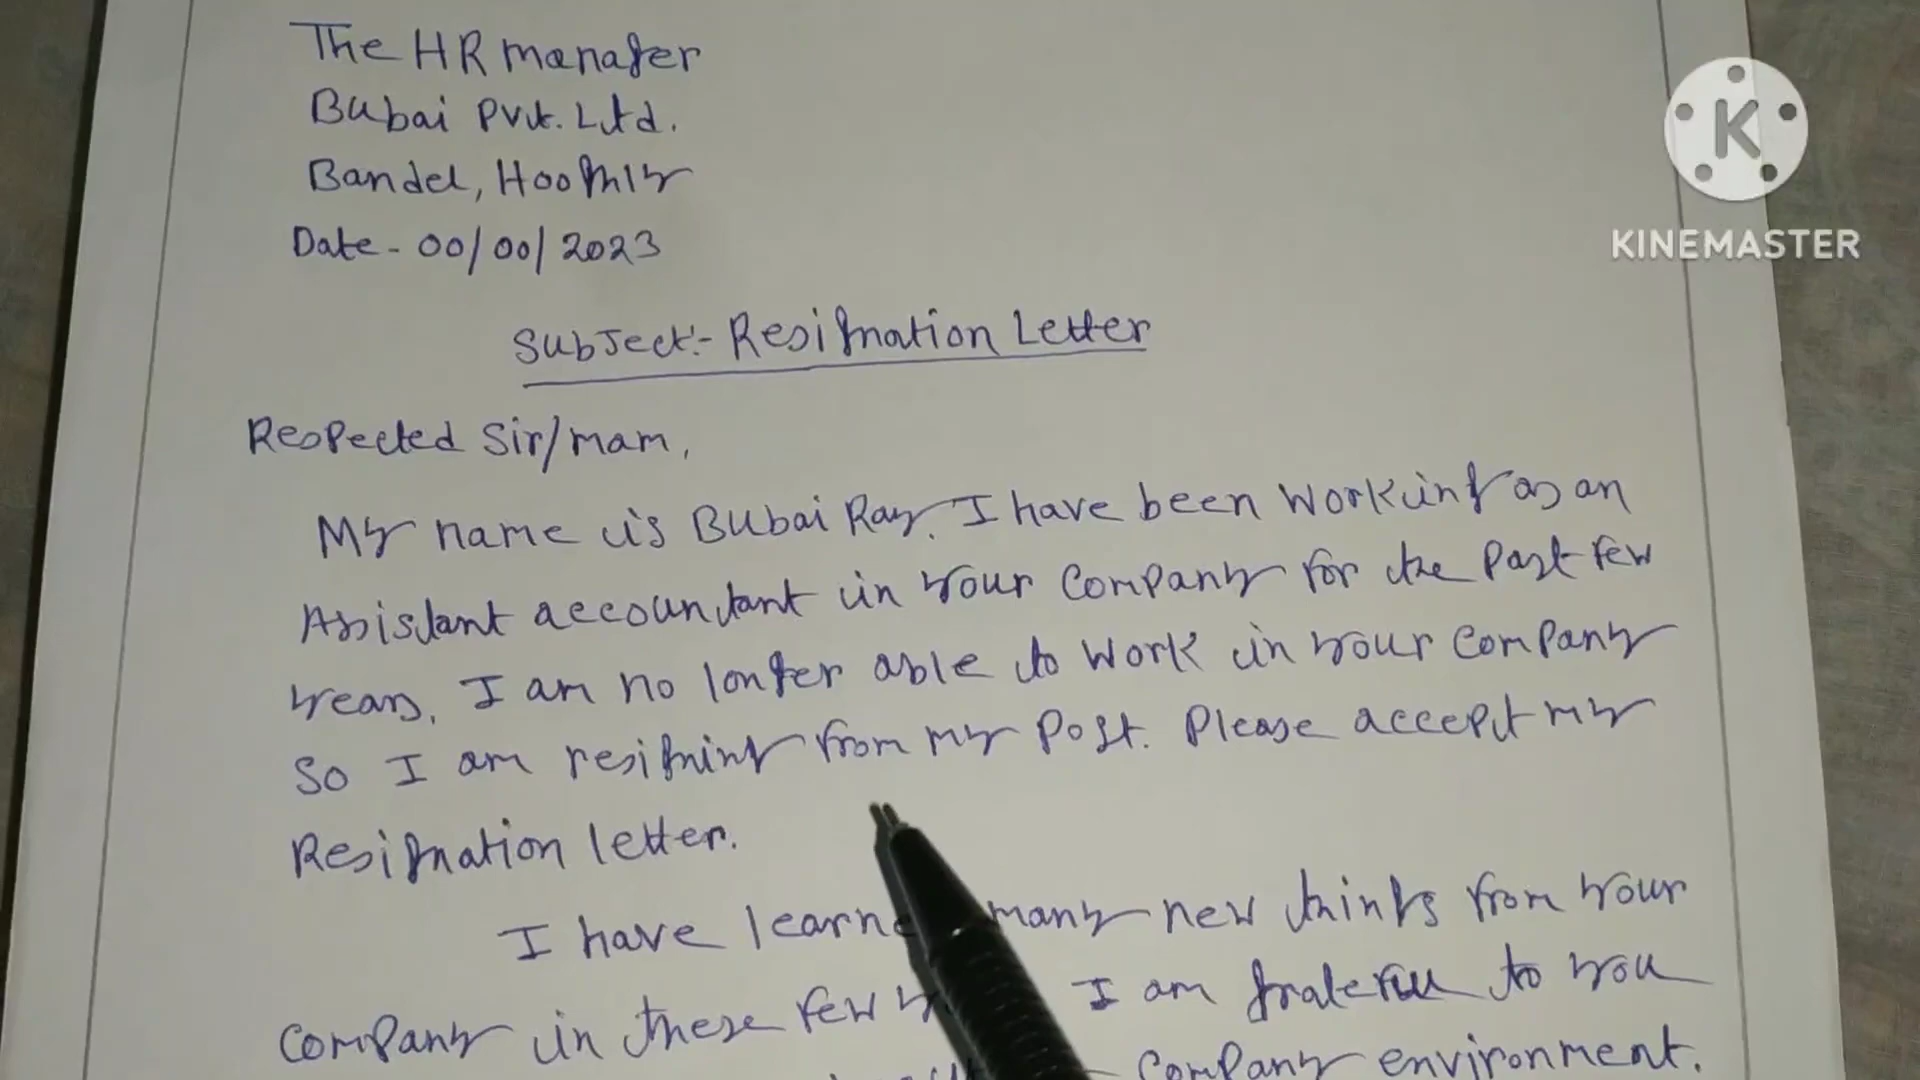 The HR manager
Bubai Pvt. Ltd.
Bandel, Hooghly
Date - 00/00/2023
Subject:- Resignation Letter
Respected Sir/mam,
My name is Bubai Ray. I have been working as an
Assistant accountant in your company for the past few
years. I am no longer able to work in your company
So I am resigning from my post. Please accept my
Resignation letter.
I have learne many new things from your
company in these few I am grateful to you
company environment.
K
KINEMASTER